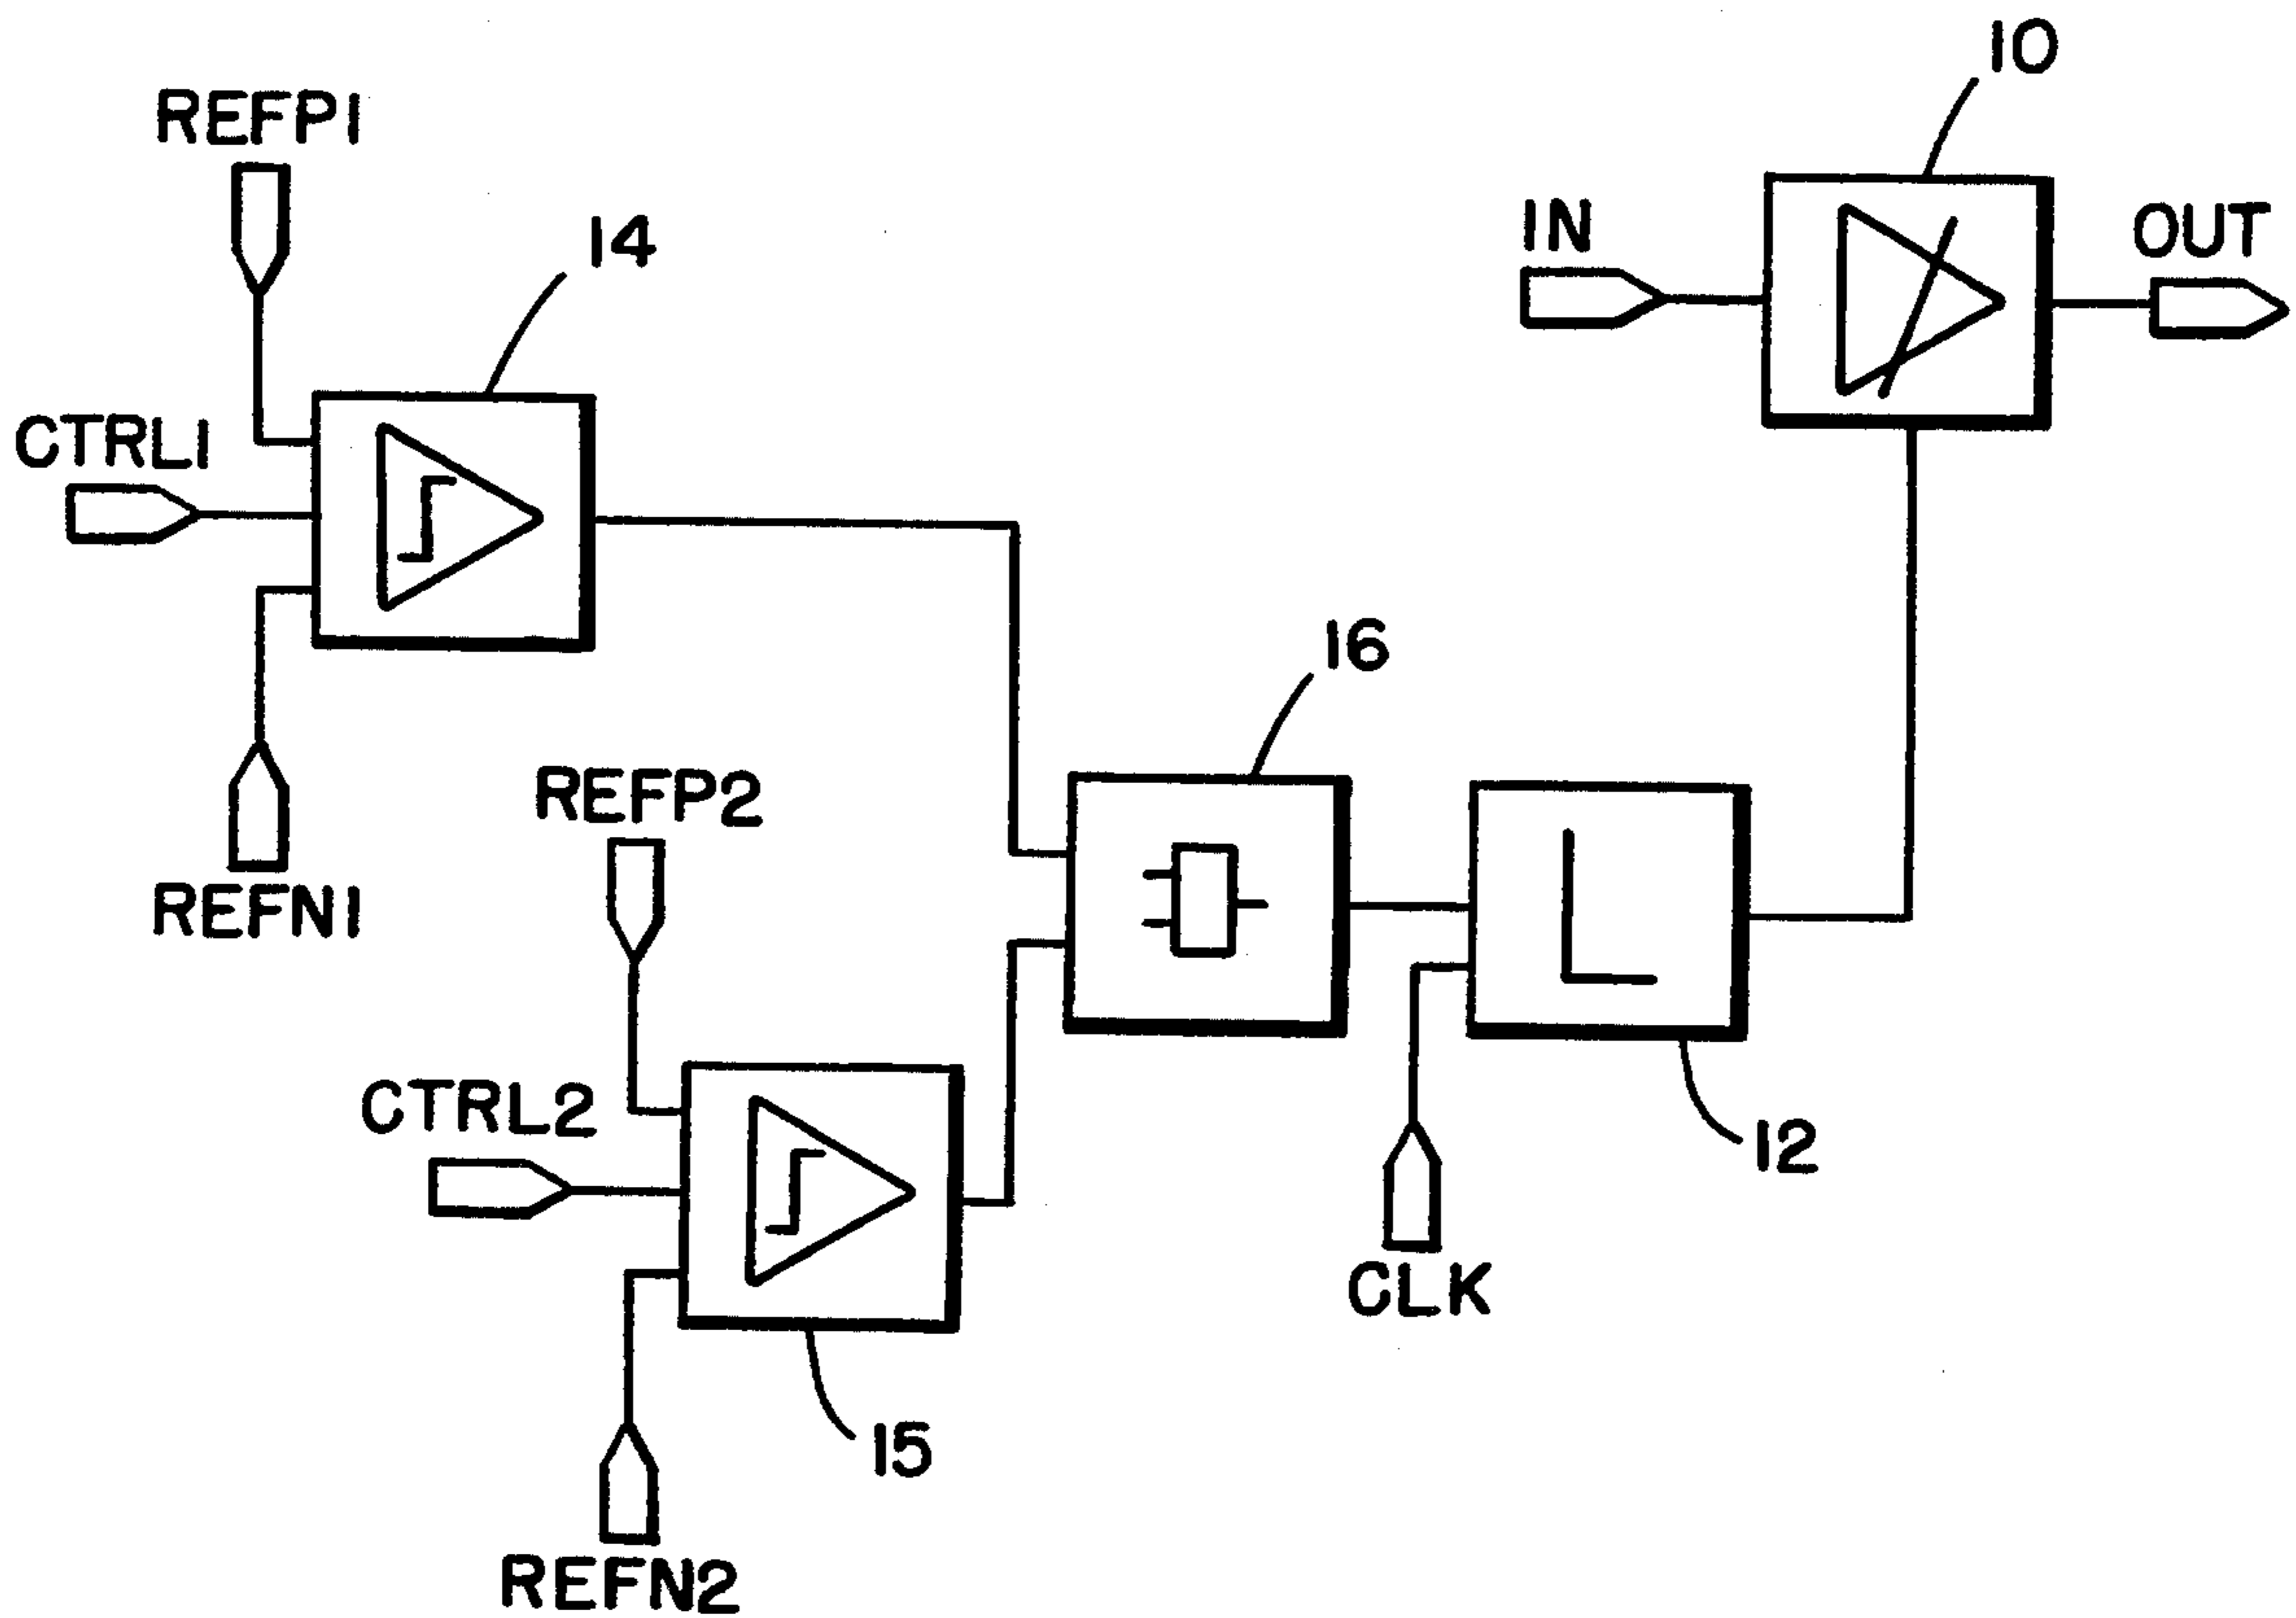 10
REFP1
IN
OUT
14
CTRL1
16
REFP2
REFN1
L
CTRL2
12
CLK
15
REFN2